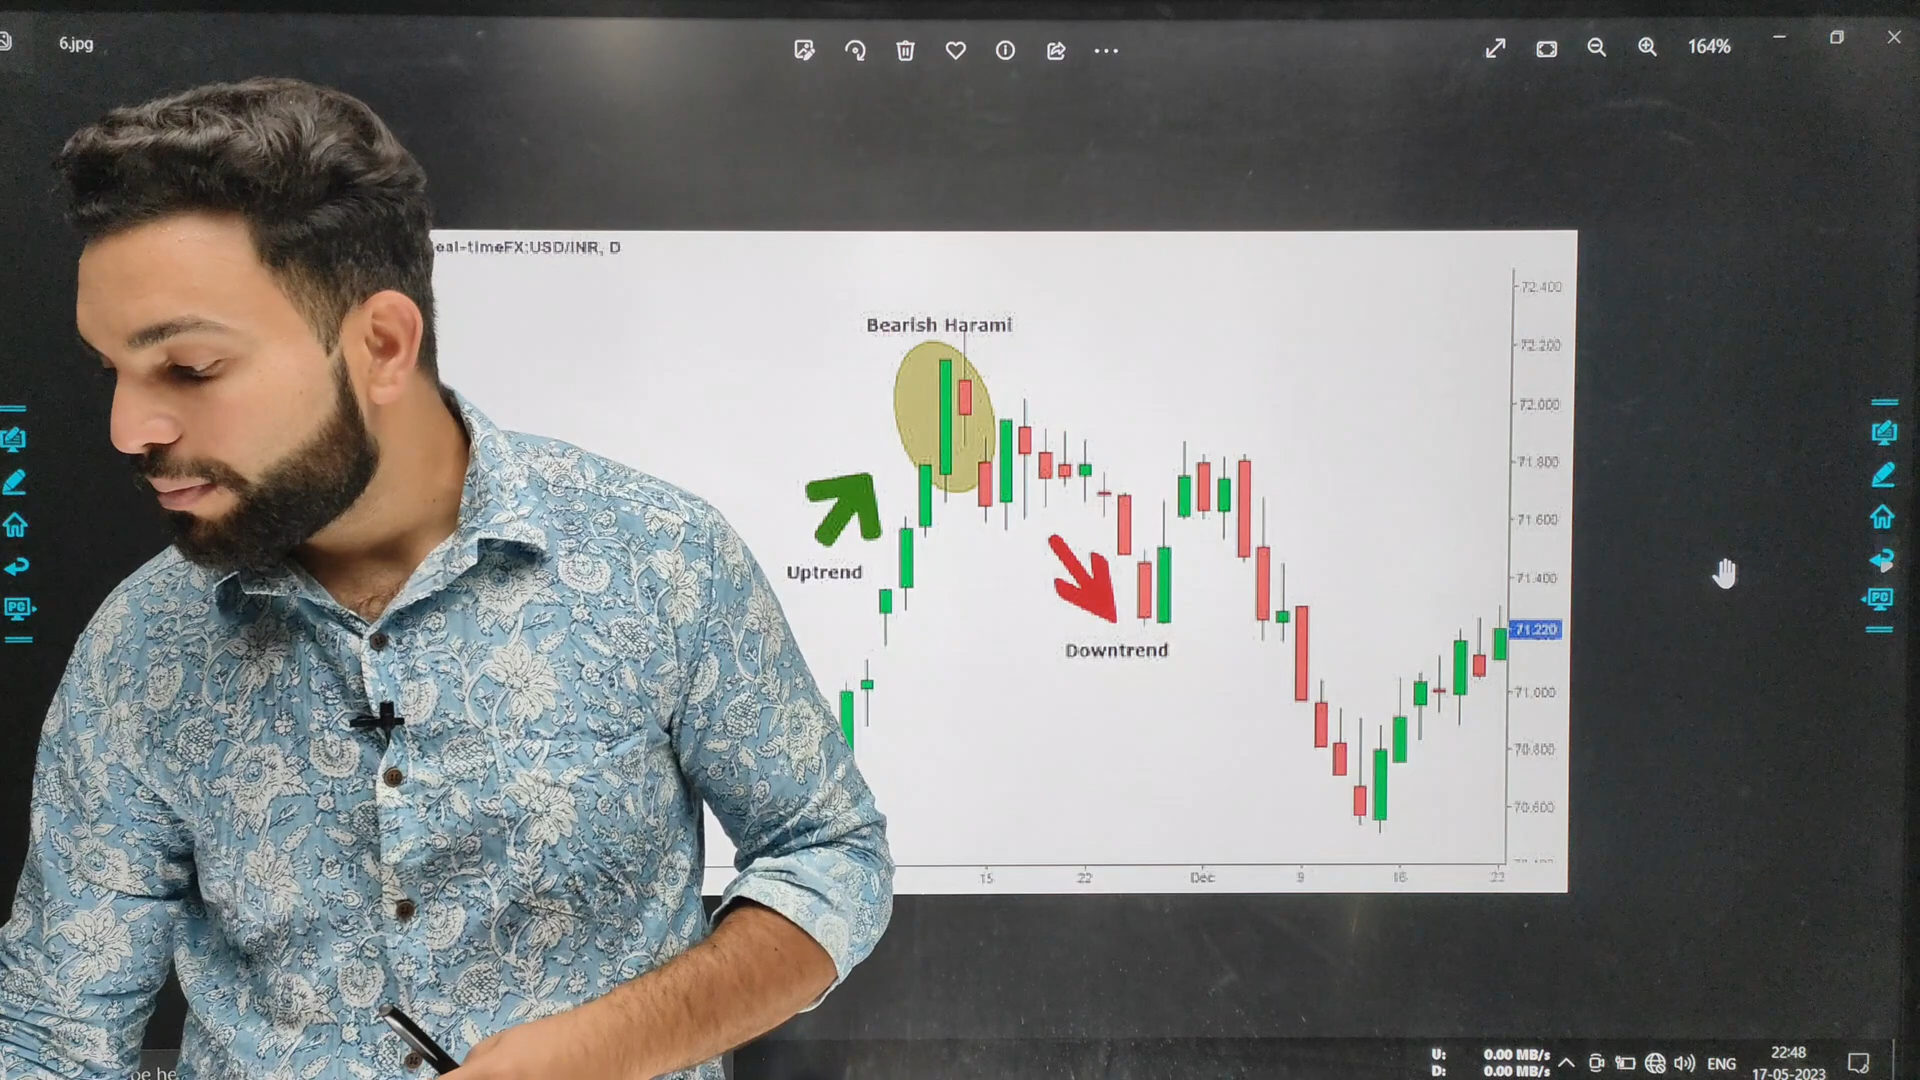 6.jpg
164%
eal-timeFX:USD/INR, D
Bearish Harami
Uptrend
Downtrend
72.400
72.200
72.000
71.800
71.600
71.400
71.220
71.000
70.800
70.600
15
22
Dec
9
16
23
PC
PC
U: 0.00 MB/s
D: 0.00 MB/s
ENG
22:48
17-05-2023